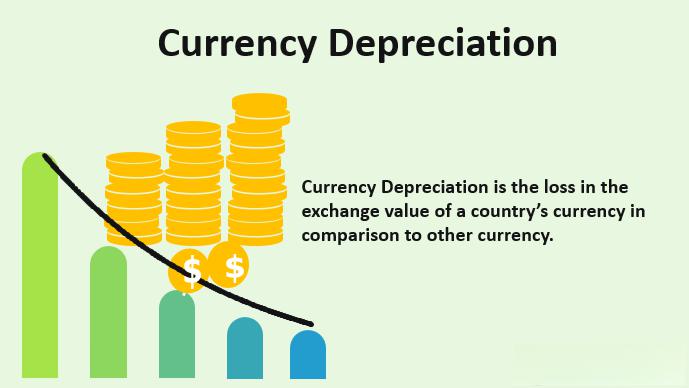 Currency Depreciation
Currency Depreciation is the loss in the
exchange value of a country’s currency in
comparison to other currency.
$ $